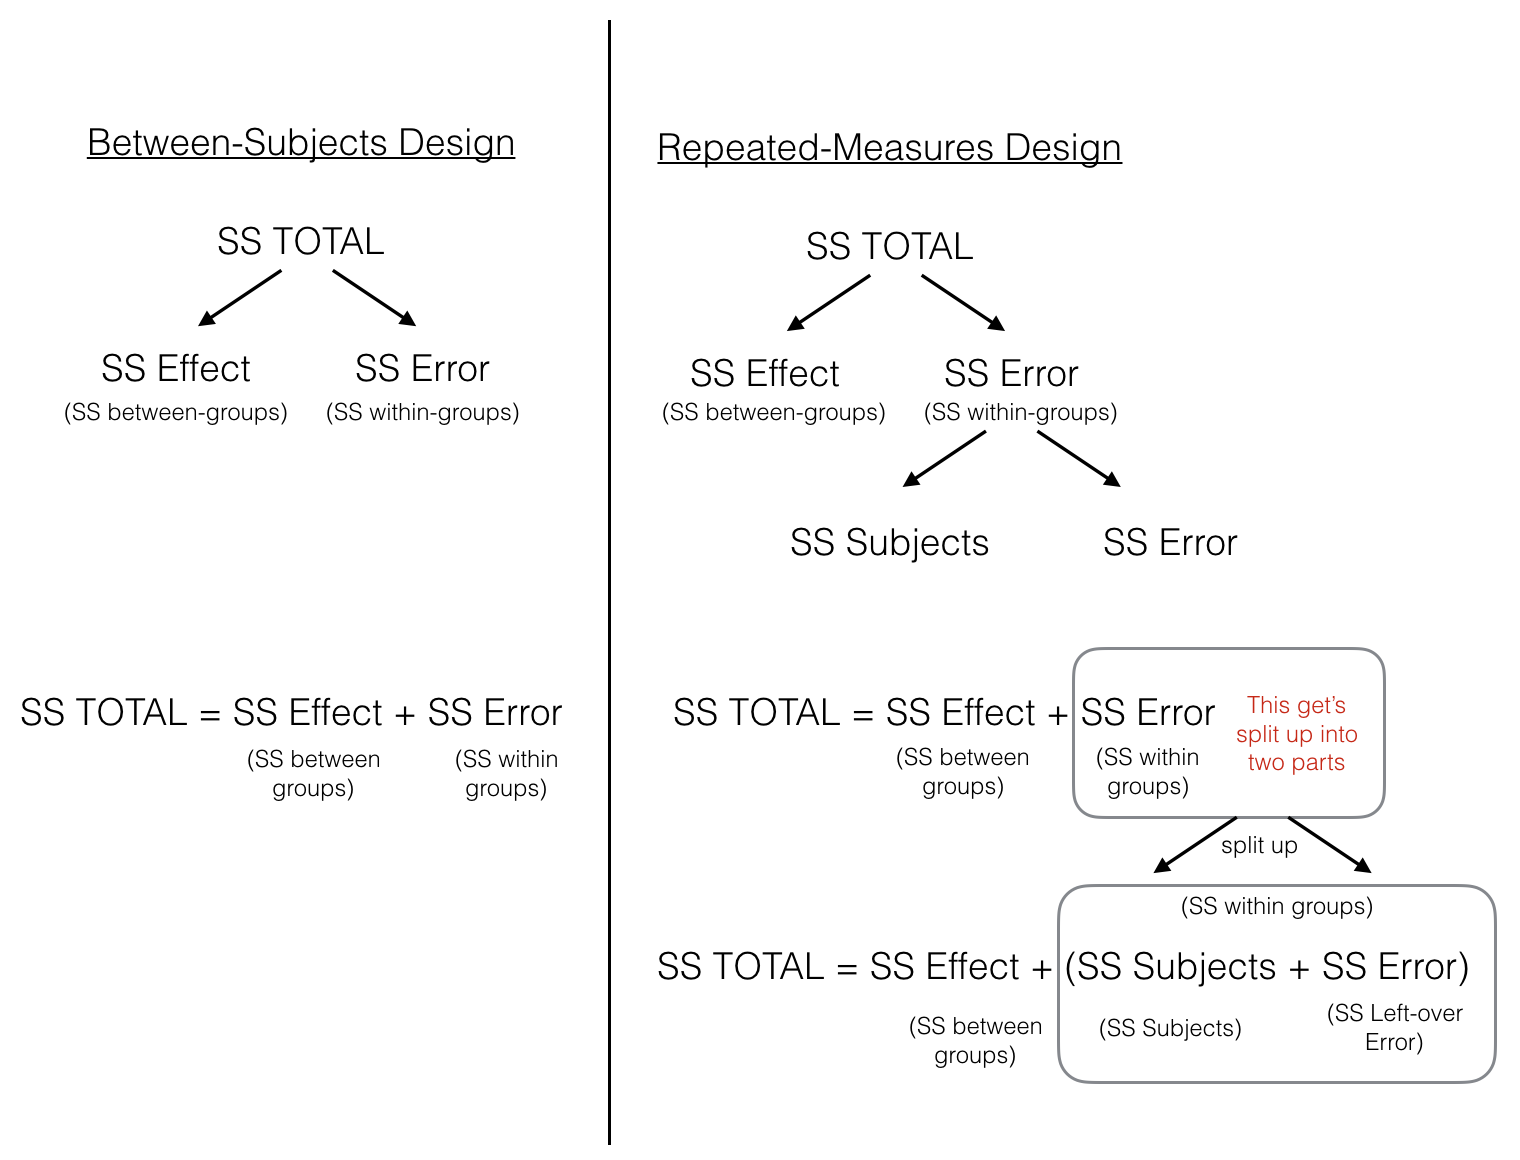 Between-Subjects Design
SS TOTAL
SS Effect
SS Error
(SS between-groups)
(SS within-groups)
SS TOTAL = SS Effect + SS Error
(SS between
groups)
(SS within
groups)
Repeated-Measures Design
SS TOTAL
SS Effect
SS Error
(SS between-groups)
(SS within-groups)
SS Subjects
SS Error
SS TOTAL = SS Effect + SS Error
(SS between
groups)
(SS within
groups)
This get's
split up into
two parts
split up
(SS within groups)
SS TOTAL = SS Effect + (SS Subjects + SS Error)
(SS between
groups)
(SS Subjects)
(SS Left-over
Error)